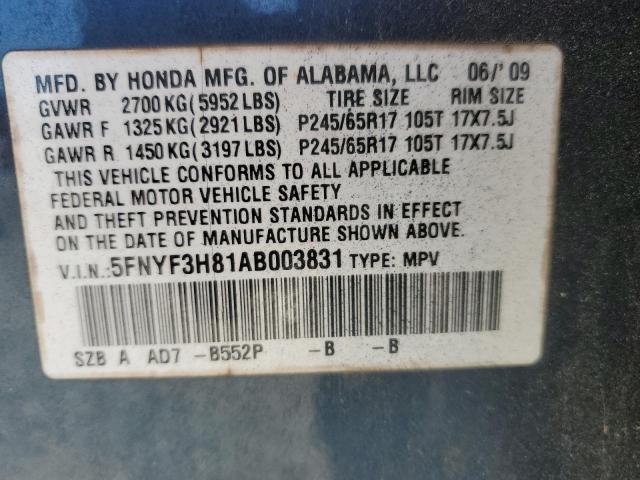 MFD. BY HONDA MFG. OF ALABAMA, LLC 06/'09
GVWR 2700 KG (5952 LBS) TIRE SIZE RIM SIZE
GAWR F 1325 KG (2921 LBS) P245/65R17 105T 17X7.5J
GAWR R 1450 KG (3197 LBS) P245/65R17 105T 17X7.5J
THIS VEHICLE CONFORMS TO ALL APPLICABLE
FEDERAL MOTOR VEHICLE SAFETY
AND THEFT PREVENTION STANDARDS IN EFFECT
ON THE DATE OF MANUFACTURE SHOWN ABOVE.
V.I.N.:5FNYF3H81AB003831 TYPE: MPV
SZB A AD7 -B552P -B -B